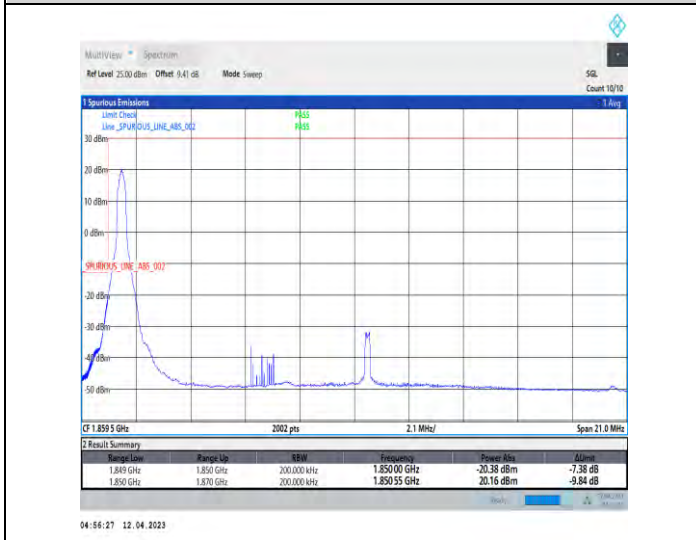 MultiView Spectrum
Ref Level 25.00 dBm Offset 9.41 dB Mode Sweep SGL
Count 10/10
1 Spurious Emissions 1 Avg
Limit Check PASS
Line _SPURIOUS_LINE_ABS_002 PASS
30 dBm
20 dBm
10 dBm
0 dBm
_SPURIOUS_LINE_ABS_002
-20 dBm
-30 dBm
-40 dBm
-50 dBm
CF 1.859 5 GHz 2002 pts 2.1 MHz/ Span 21.0 MHz
2 Result Summary
Range Low Range Up RBW Frequency Power Abs ΔLimit
1.849 GHz 1.850 GHz 200.000 kHz 1.850 00 GHz -20.38 dBm -7.38 dB
1.850 GHz 1.870 GHz 200.000 kHz 1.850 55 GHz 20.16 dBm -9.84 dB
04:56:27 12.04.2023